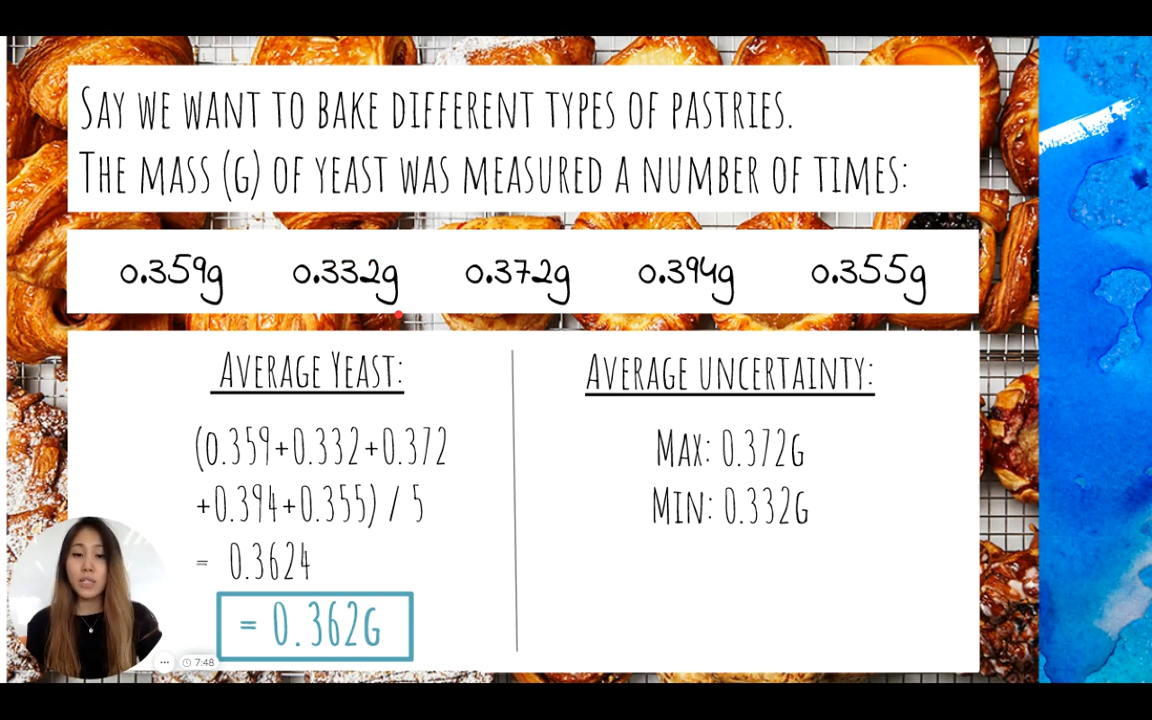 SAY WE WANT TO BAKE DIFFERENT TYPES OF PASTRIES.
THE MASS (G) OF YEAST WAS MEASURED A NUMBER OF TIMES:
0.359g 0.332g 0.372g 0.394g 0.355g
AVERAGE YEAST:
(0.359+0.332+0.372
+0.394+0.355) / 5
= 0.3624
= 0.362G
AVERAGE UNCERTAINTY:
MAX: 0.372G
MIN: 0.332G
7:48